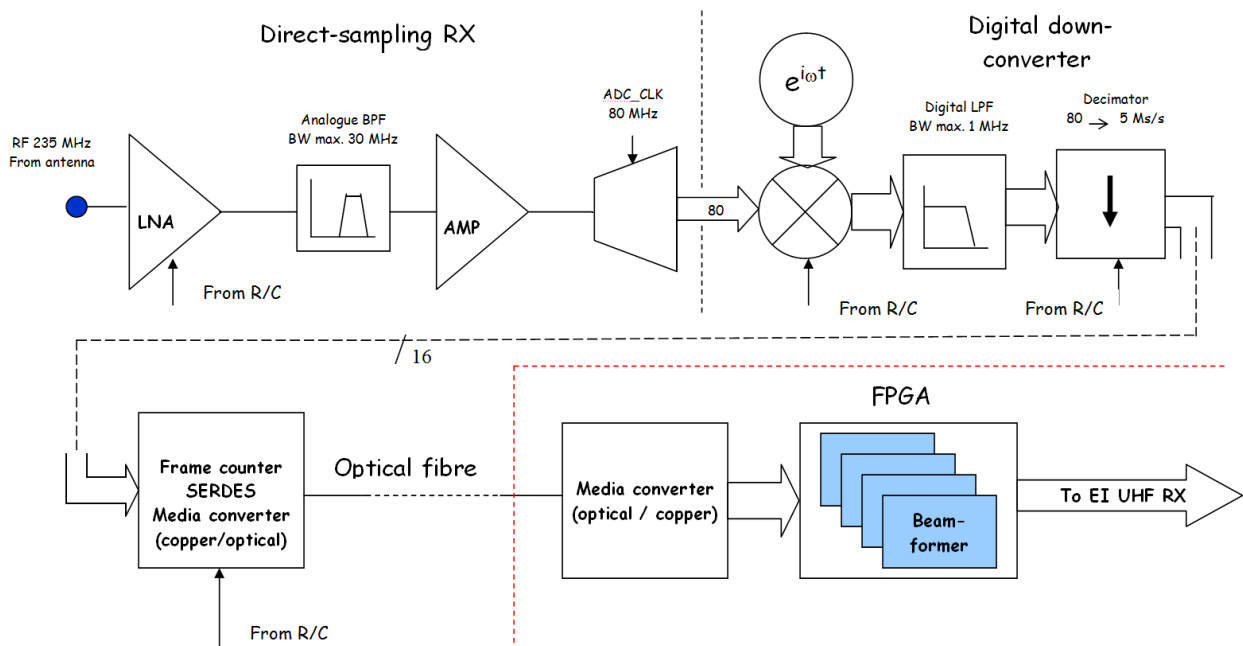 Direct-sampling RX
Digital down-
converter
e^iωt
ADC_CLK
80 MHz
Analogue BPF
BW max. 30 MHz
Digital LPF
BW max. 1 MHz
Decimator
80 → 5 Ms/s
RF 235 MHz
From antenna
LNA
AMP
80
From R/C
From R/C
From R/C
16
FPGA
Frame counter
SERDES
Media converter
(copper/optical)
Optical fibre
Media converter
(optical / copper)
Beam-
former
To EI UHF RX
From R/C